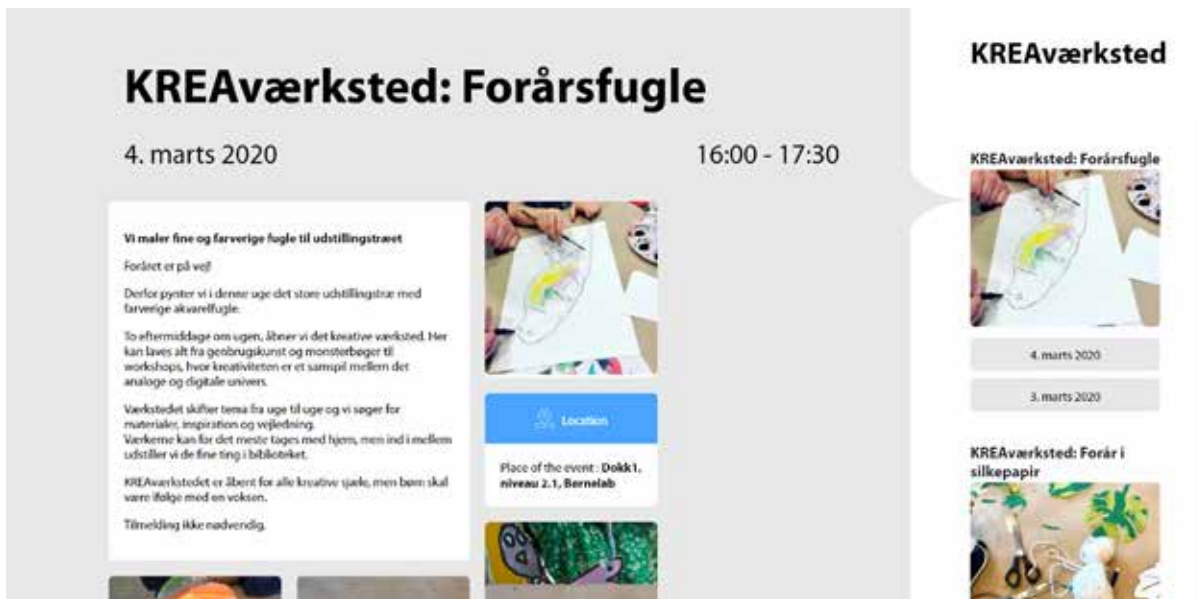 KREAværksted: Forårsfugle
4. marts 2020
16:00 - 17:30
Vi maler fine og farverige fugle til udstillingstræet
Foråret er på vej!
Derfor pynter vi i denne uge det store udstillingstræ med
farverige akvarelfugle.
To eftermiddage om ugen, åbner vi det kreative værksted. Her
kan laves alt fra genbrugskunst og monsterbøger til
workshops, hvor kreativiteten er et samspil mellem det
analoge og digitale univers.
Værkstedet skifter tema fra uge til uge og vi søger for
materialer, inspiration og vejledning.
Værkerne kan for det meste tages med hjem, men ind i mellem
udstiller vi de fine ting i biblioteket.
KREAværkstedet er åbent for alle kreative sjæle, men børn skal
være ifølge med en voksen.
Tilmelding ikke nødvendig.
Location
Place of the event: Dokk1,
niveau 2.1, Børnelab
KREAværksted
KREAværksted: Forårsfugle
4. marts 2020
3. marts 2020
KREAværksted: Forår i
silkepapir